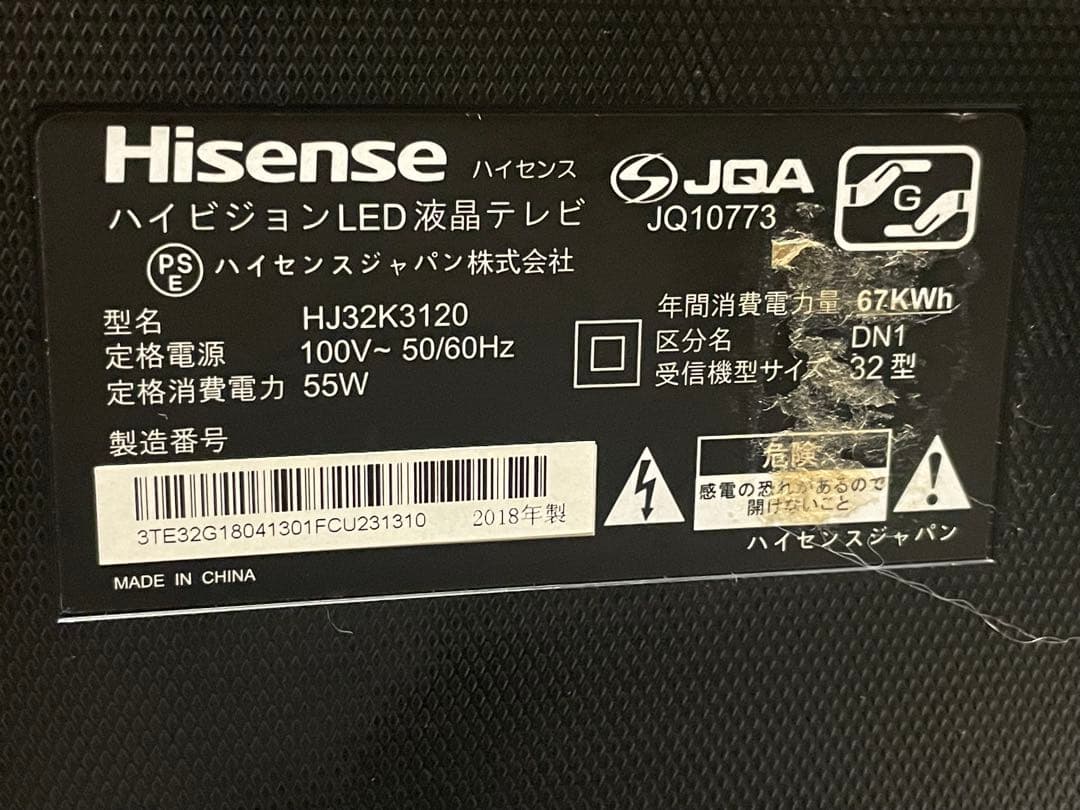 Hisense ハイセンス
ハイビジョンLED液晶テレビ
PSE ハイセンスジャパン株式会社
JQA
JQ10773
G
型名 HJ32K3120
定格電源 100V~ 50/60Hz
定格消費電力 55W
年間消費電力量 67KWh
区分名 DN1
受信機型サイズ 32型
製造番号
3TE32G18041301FCU231310 2018年製
MADE IN CHINA
危険
感電の恐れがあるので
開けないこと
ハイセンスジャパン